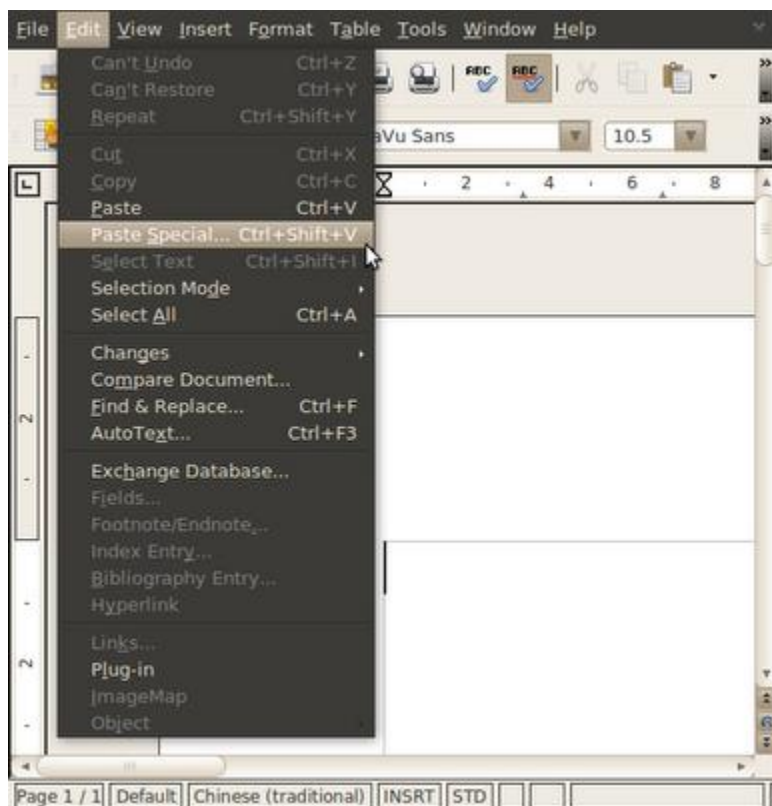 File Edit View Insert Format Table Tools Window Help
Can't Undo Ctrl+Z
Can't Restore Ctrl+Y
Repeat Ctrl+Shift+Y
Cut Ctrl+X
Copy Ctrl+C
Paste Ctrl+V
Paste Special... Ctrl+Shift+V
Select Text Ctrl+Shift+I
Selection Mode
Select All Ctrl+A
Changes
Compare Document...
Find & Replace... Ctrl+F
AutoText... Ctrl+F3
Exchange Database...
Fields...
Footnote/Endnote...
Index Entry...
Bibliography Entry...
Hyperlink
Links...
Plug-in
ImageMap
Object
ABC ABC
aVu Sans 10.5
2 4 6 8
2
2
Page 1 / 1 Default Chinese (traditional) INSRT STD